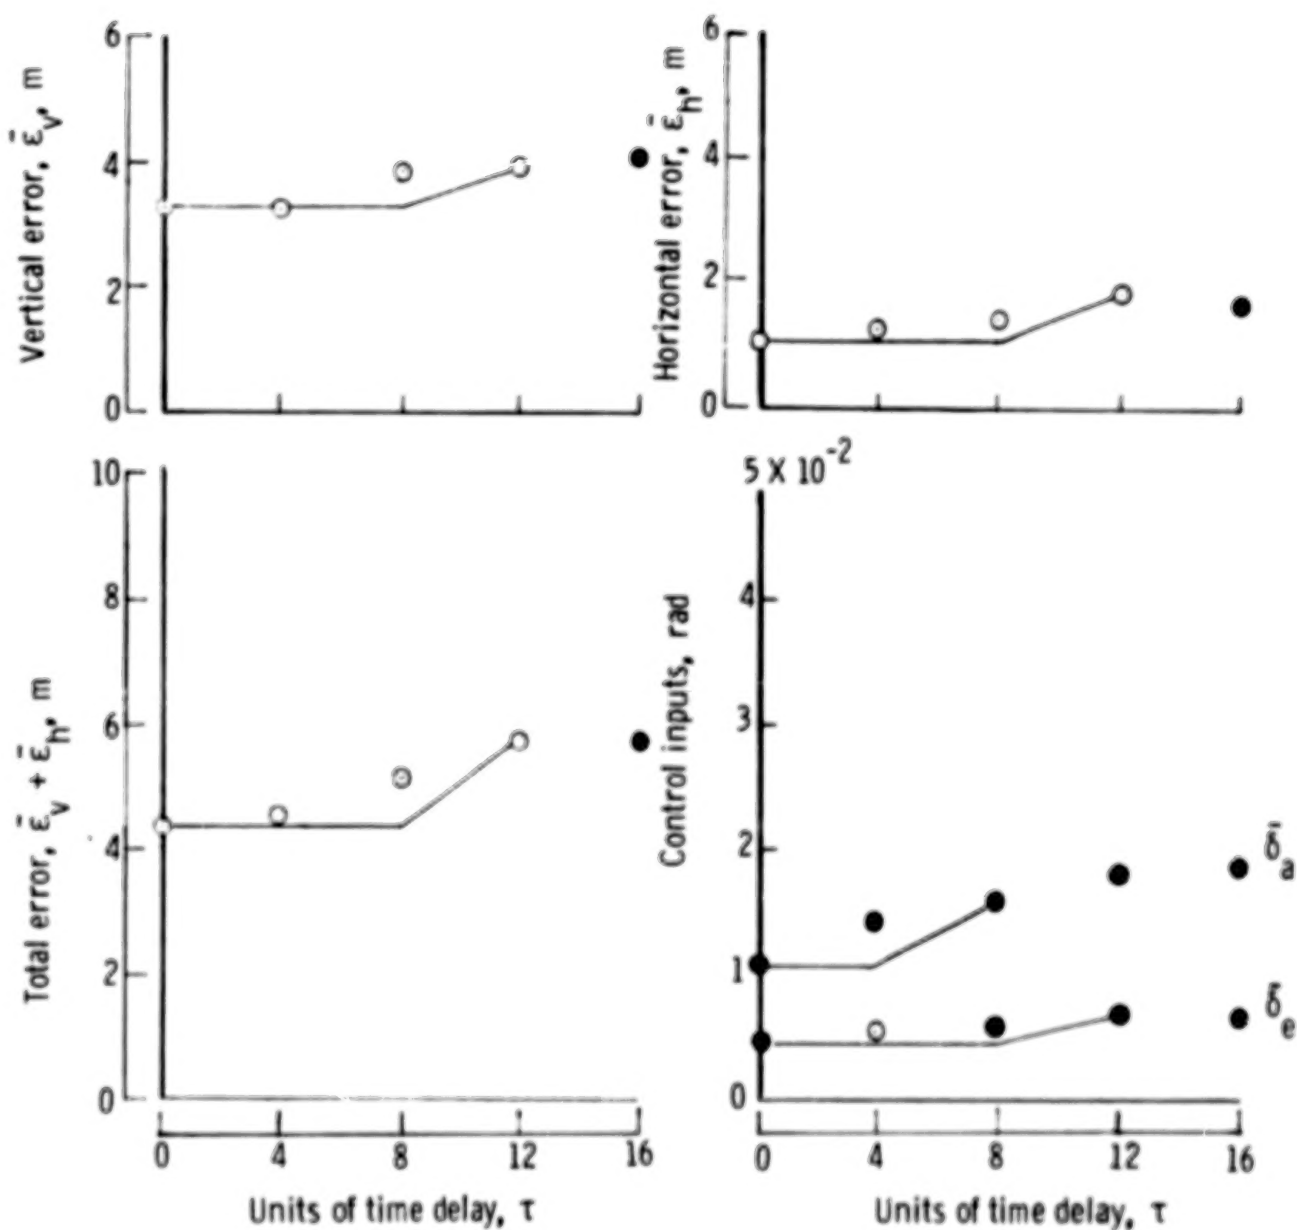 Vertical error, ε̄v, m
6
4
2
0
Horizontal error, ε̄h, m
6
4
2
0
Total error, ε̄v + ε̄h, m
10
8
6
4
2
0
0 4 8 12 16
Units of time delay, τ
Control inputs, rad
5 X 10-2
4
3
2
1
0
δ̄a
δ̄e
0 4 8 12 16
Units of time delay, τ